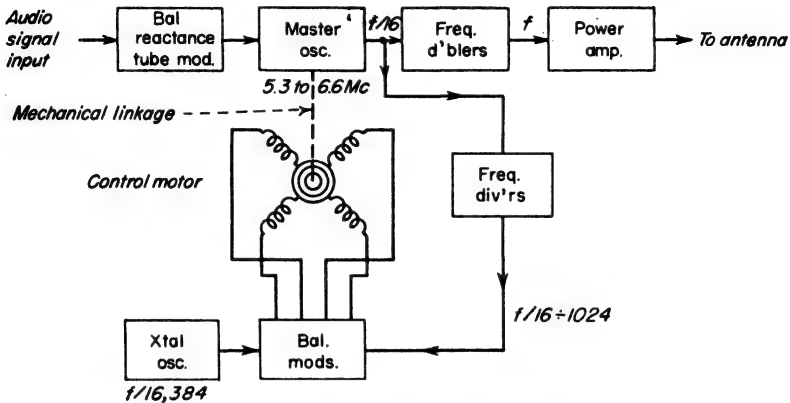 Audio
signal
input
Bal
reactance
tube mod.
Master
osc.
f/16
Freq.
d'blers
f
Power
amp.
To antenna
5.3 to 6.6 Mc
Mechanical linkage
Control motor
Freq.
div'rs
f/16÷1024
Xtal
osc.
Bal.
mods.
f/16,384